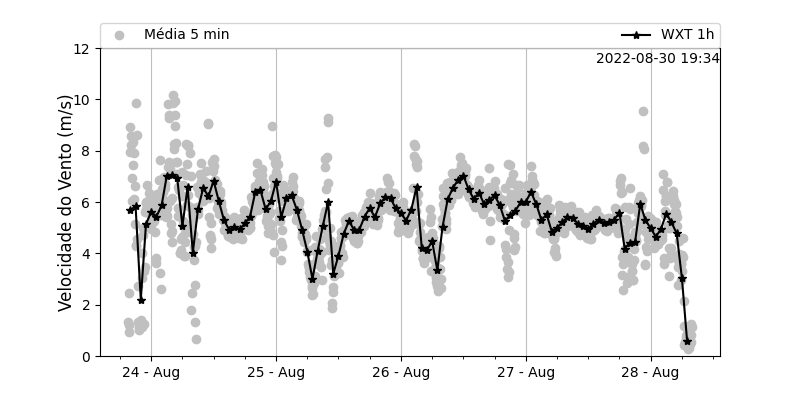 Média 5 min
WXT 1h
2022-08-30 19:34
Velocidade do Vento (m/s)
12
10
8
6
4
2
0
24 - Aug
25 - Aug
26 - Aug
27 - Aug
28 - Aug